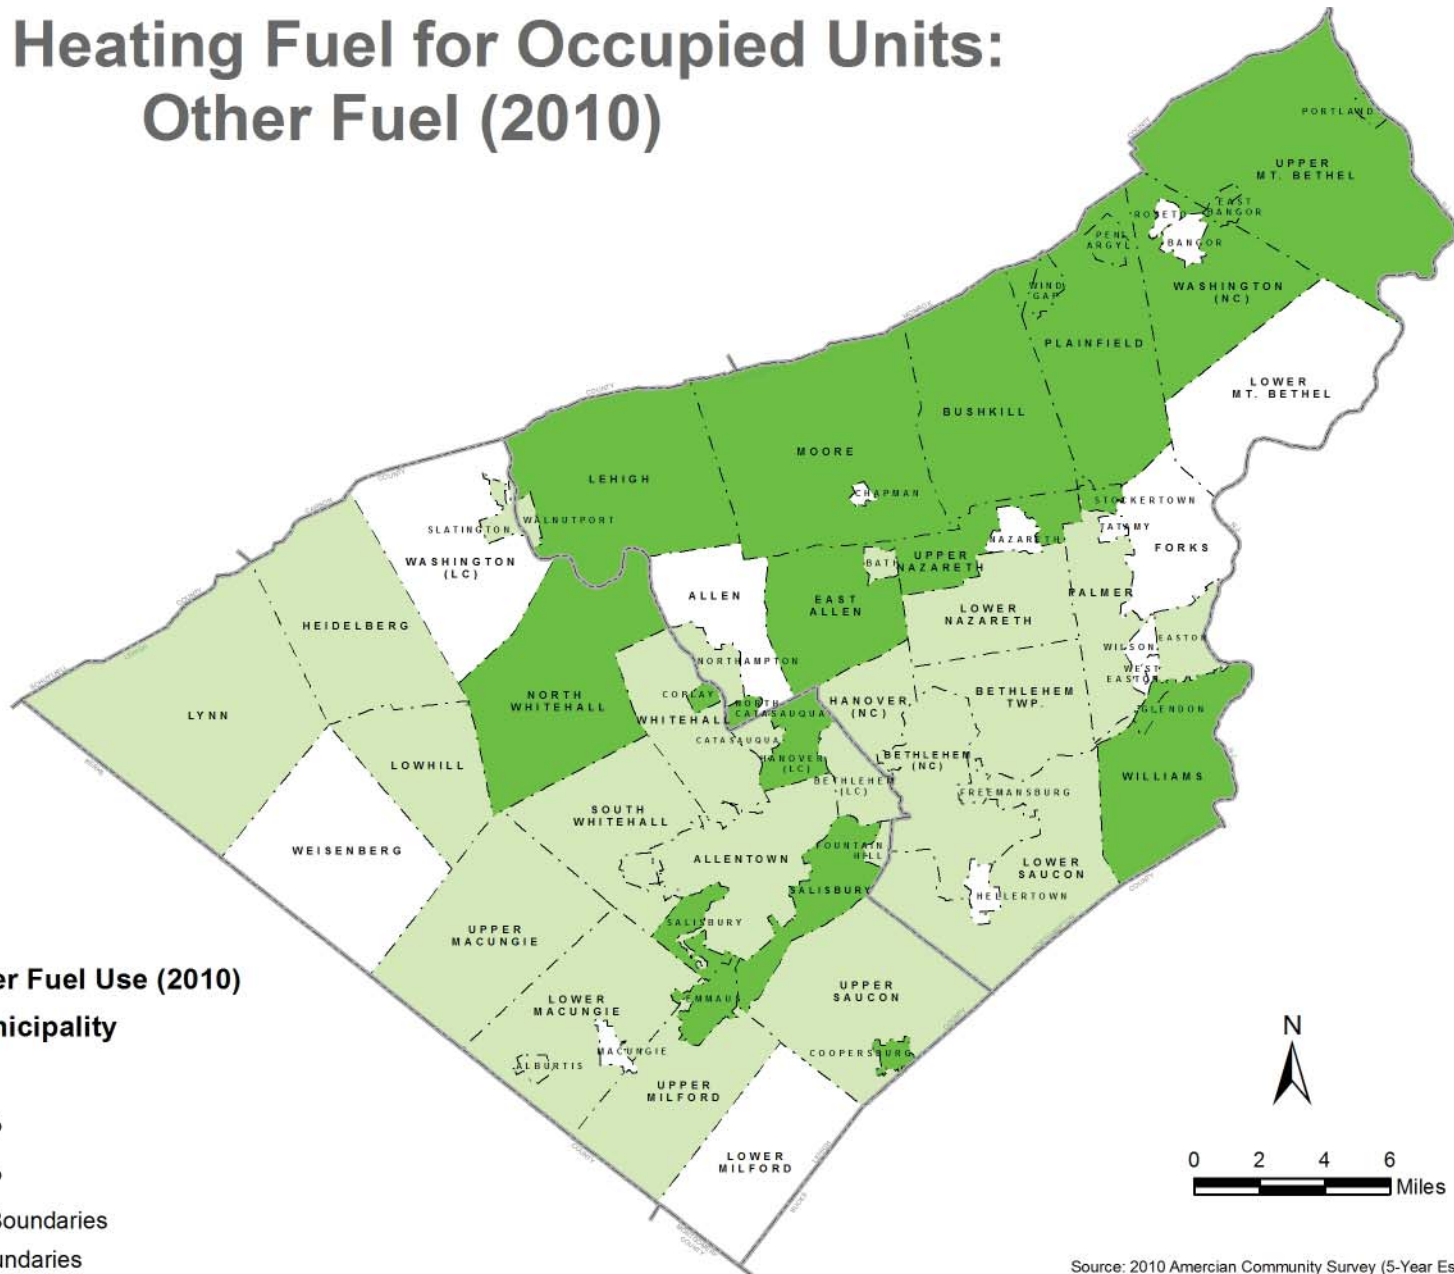 Heating Fuel for Occupied Units:
Other Fuel (2010)
PORTLAND
UPPER
MT. BETHEL
EAST
BANGOR
ROSETO
BANGOR
PEN
ARGYL
WIND
GAP
WASHINGTON
(NC)
PLAINFIELD
LOWER
MT. BETHEL
BUSHKILL
MOORE
CHAPMAN
LEHIGH
STOCKERTOWN
TATAMY
FORKS
NAZARETH
UPPER
NAZARETH
BATH
SLATINGTON
WALNUTPORT
WASHINGTON
(LC)
ALLEN
EAST
ALLEN
LOWER
NAZARETH
PALMER
HEIDELBERG
EASTON
WILSON
WEST
EASTON
NORTHAMPTON
LYNN
NORTH
WHITEHALL
COPLAY
WHITEHALL
NORTH
CATASAUQUA
CATASAUQUA
HANOVER
(NC)
BETHLEHEM
TWP.
GLENDON
LOWHILL
HANOVER
(LC)
BETHLEHEM
(LC)
BETHLEHEM
(NC)
WILLIAMS
FREEMANSBURG
SOUTH
WHITEHALL
WEISENBERG
ALLENTOWN
FOUNTAIN
HILL
LOWER
SAUCON
SALISBURY
HELLERTOWN
SALISBURY
UPPER
MACUNGIE
er Fuel Use (2010)
nicipality
LOWER
MACUNGIE
EMMAUS
UPPER
SAUCON
MACUNGIE
ALBURTIS
COOPERSBURG
UPPER
MILFORD
LOWER
MILFORD
Boundaries
undaries
N
0 2 4 6
Miles
Source: 2010 Amercian Community Survey (5-Year Es